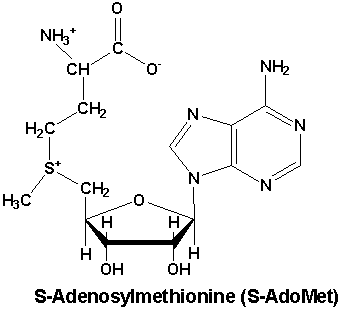 O
NH₃⁺
C
CH
O⁻
NH₂
CH₂
H₂C
N
N
S⁺
N
N
H₃C
CH₂
O
H
H
H
H
OH
OH
S-Adenosylmethionine (S-AdoMet)